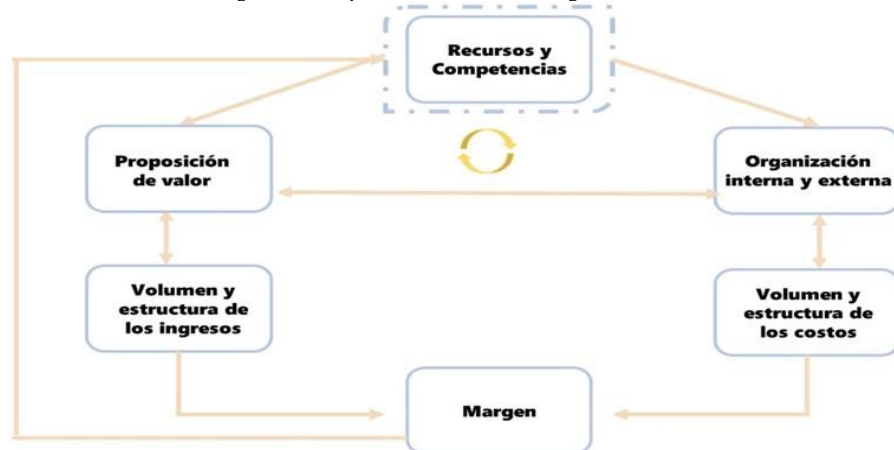 Recursos y
Competencias
Proposición
de valor
Organización
interna y externa
Volumen y
estructura de
los ingresos
Volumen y
estructura de
los costos
Margen